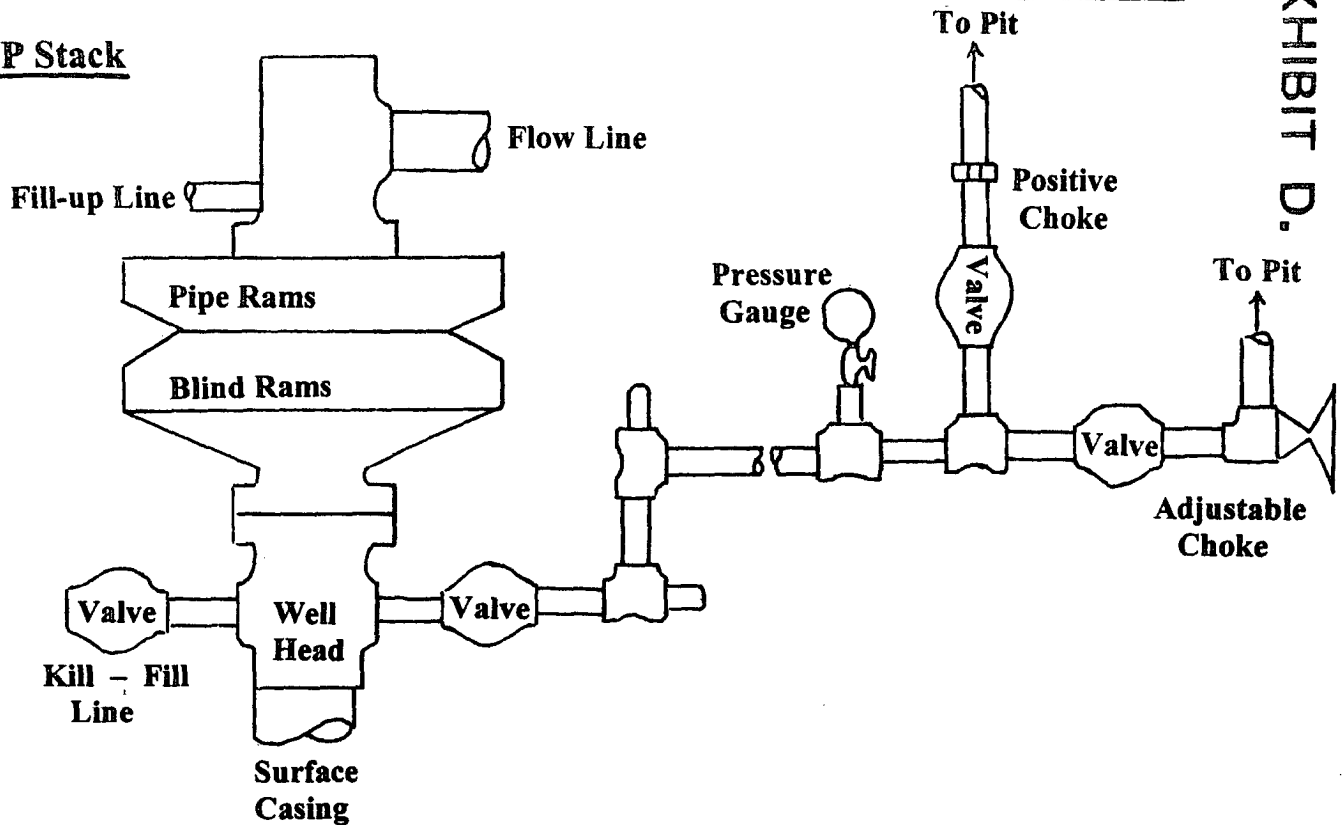 P Stack
To Pit
XHIBIT D.
Flow Line
Fill-up Line
Positive
Choke
Pipe Rams
Pressure
Gauge
Valve
To Pit
Blind Rams
Valve
Adjustable
Choke
Valve
Well
Head
Valve
Kill – Fill
Line
Surface
Casing